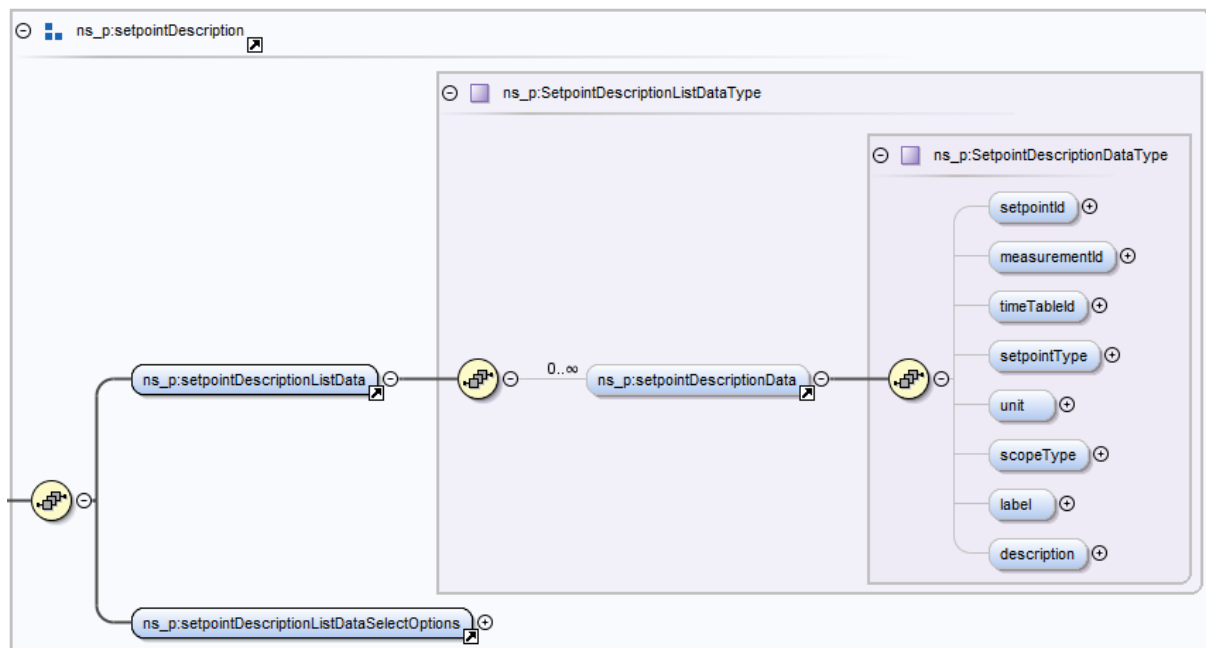 ns_p:setpointDescription
ns_p:SetpointDescriptionListDataType
ns_p:SetpointDescriptionDataType
setpointId
measurementId
timeTableId
setpointType
ns_p:setpointDescriptionListData
0..∞
ns_p:setpointDescriptionData
unit
scopeType
label
description
ns_p:setpointDescriptionListDataSelectOptions